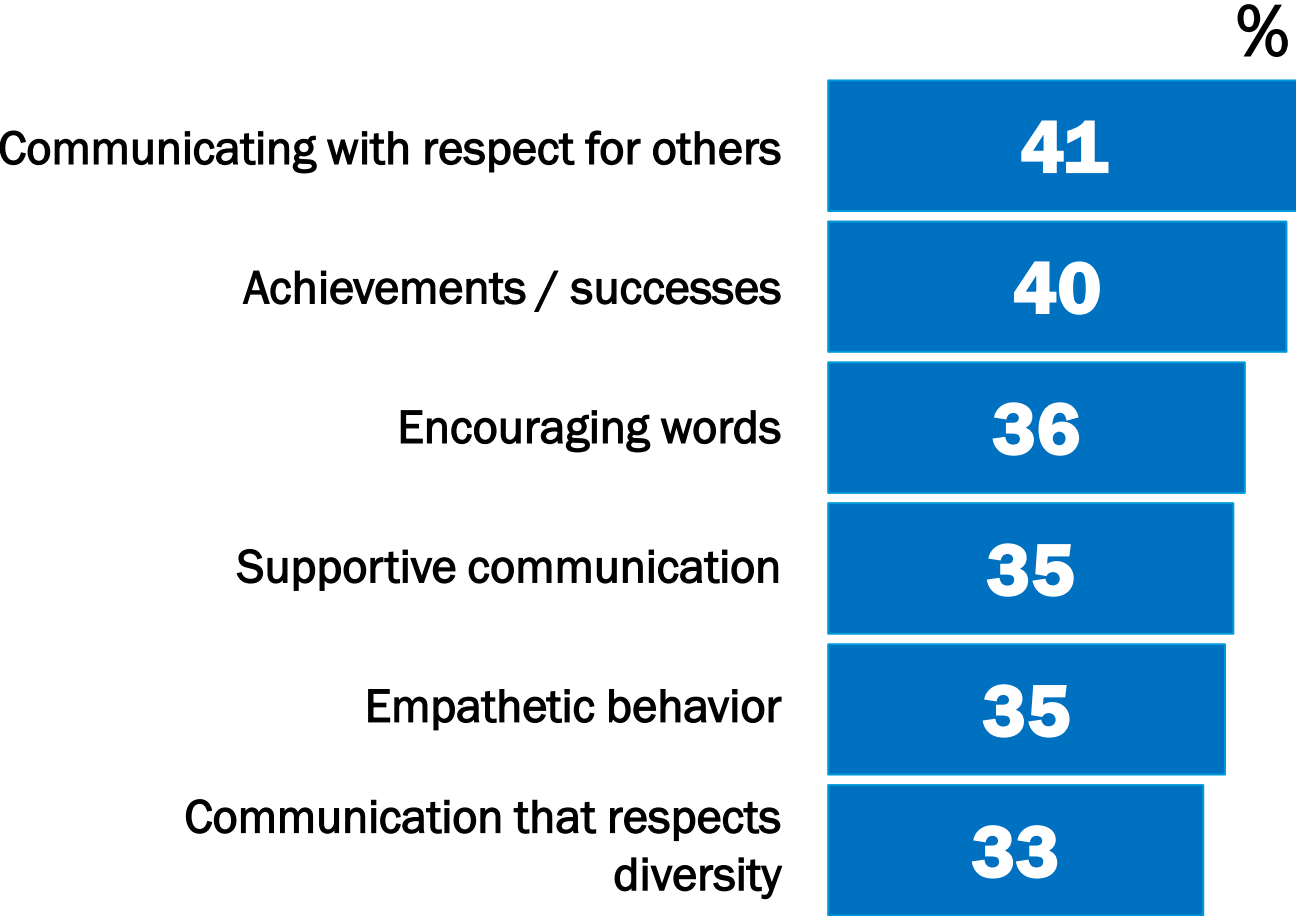 %
Communicating with respect for others 41
Achievements / successes 40
Encouraging words 36
Supportive communication 35
Empathetic behavior 35
Communication that respects
diversity 33